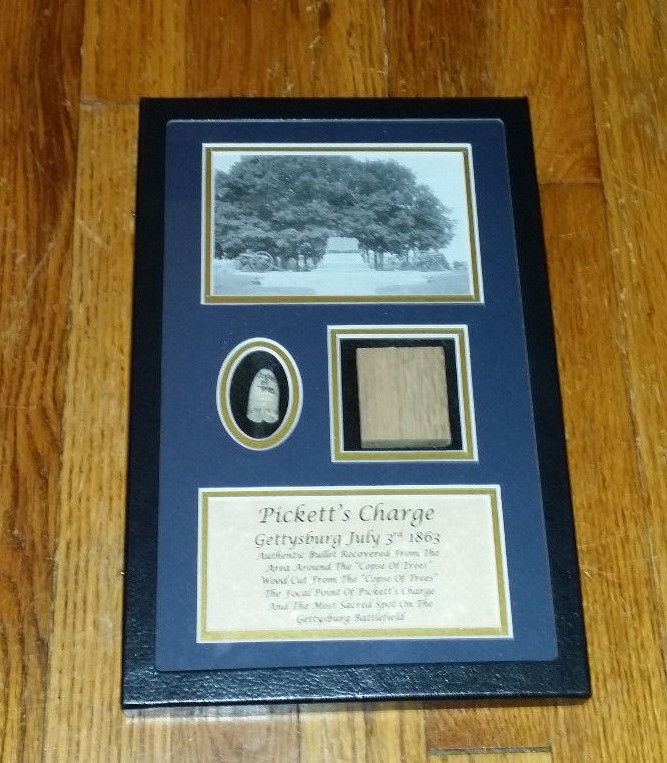 Pickett's Charge
Gettysburg July 3rd 1863
Authentic Bullet Recovered From The
Area Around The "Copse Of Trees"
Wood Cut From The "Copse Of Trees"
The Focal Point Of Pickett's Charge
And The Most Sacred Spot On The
Gettysburg Battlefield